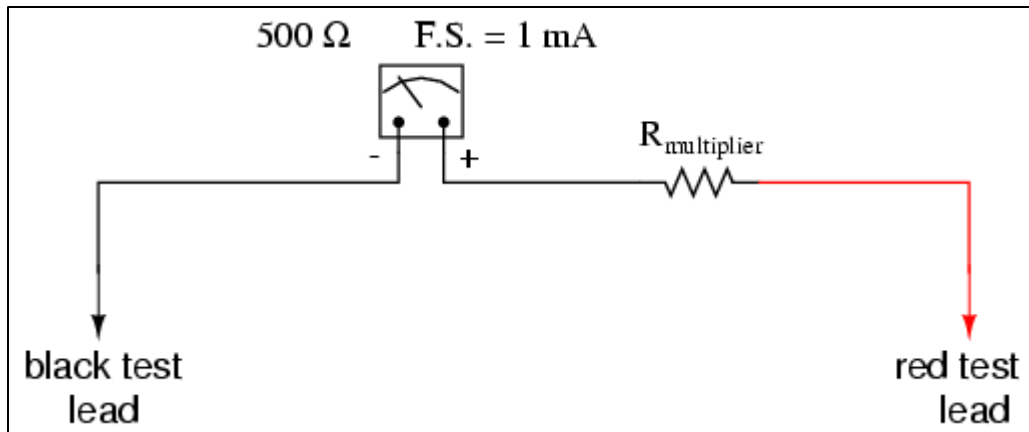 500 Ω F.S. = 1 mA
- +
Rmultiplier
black test
lead
red test
lead